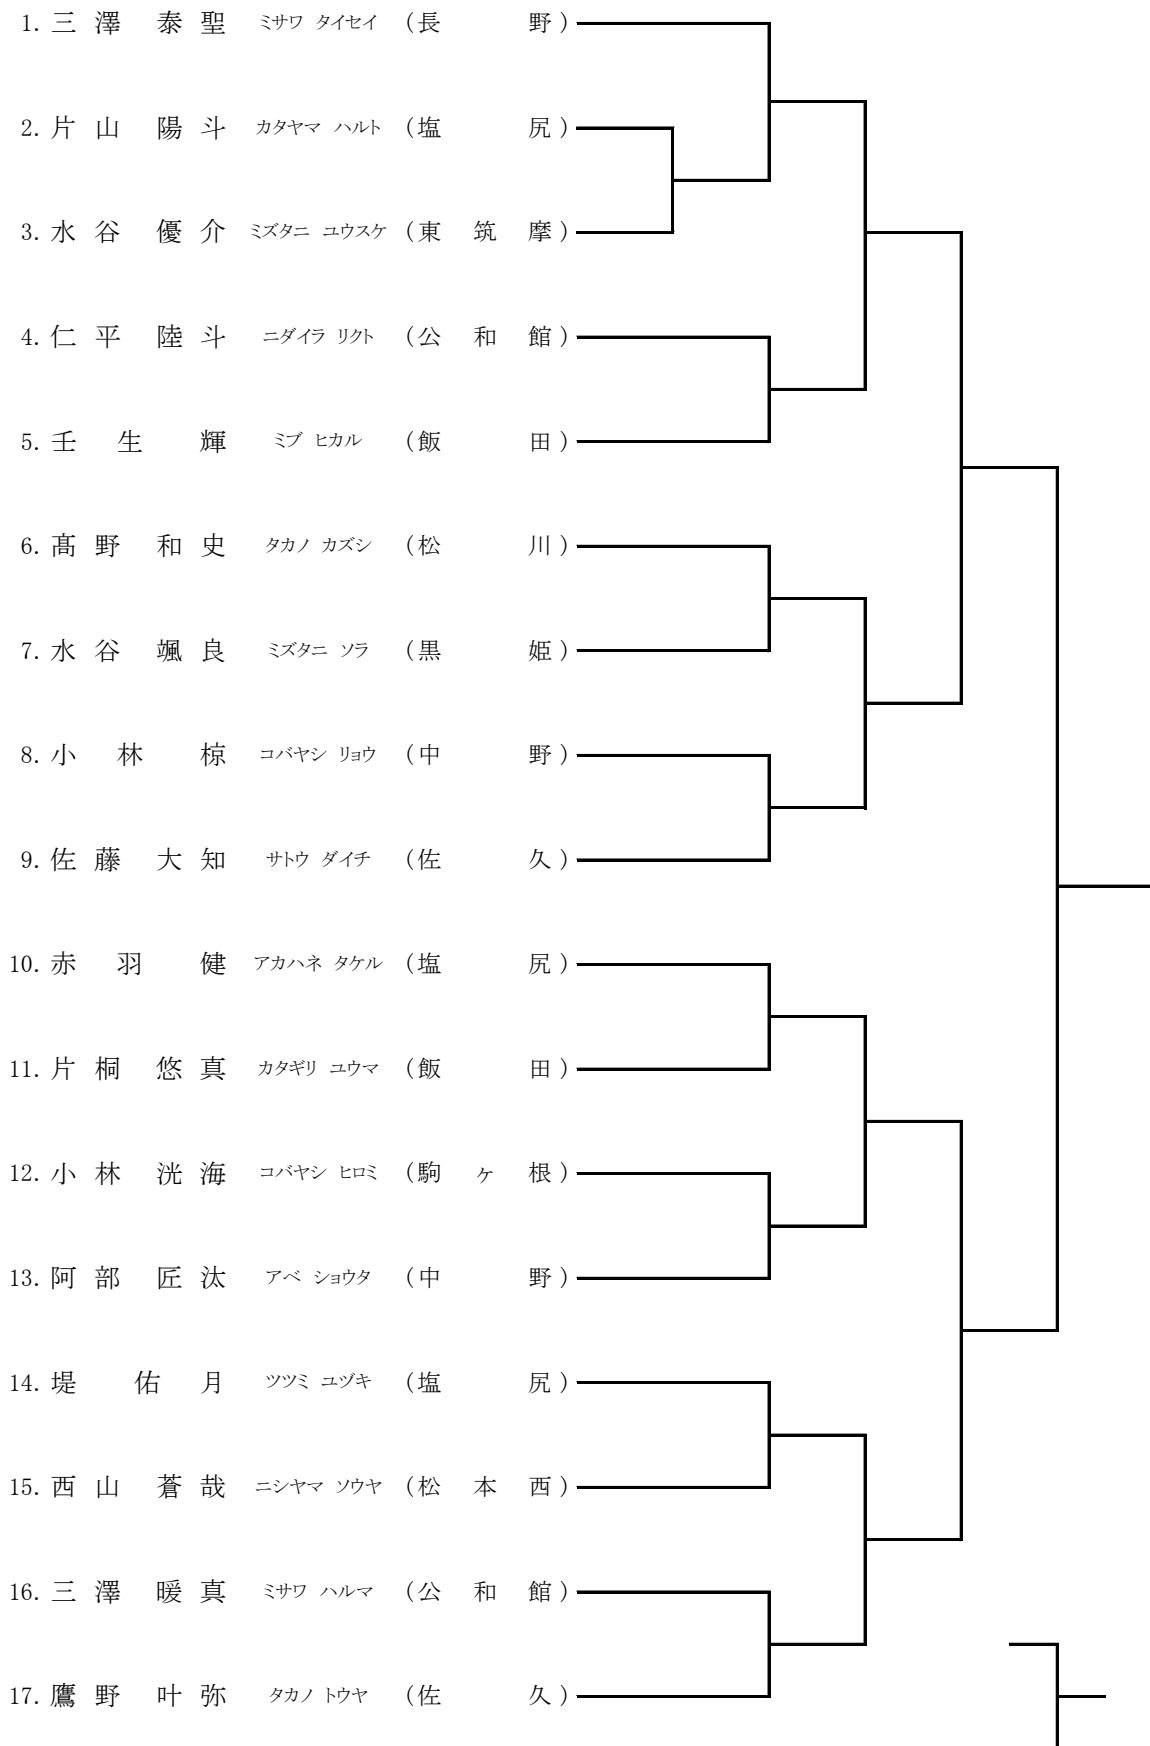 1. 三澤 泰聖 ミサワ タイセイ (長野)
2. 片山 陽斗 カタヤマ ハルト (塩尻)
3. 水谷 優介 ミズタニ ユウスケ (東筑摩)
4. 仁平 陸斗 ニダイラ リクト (公和館)
5. 壬生 輝 ミブ ヒカル (飯田)
6. 髙野 和史 タカノ カズシ (松川)
7. 水谷 颯良 ミズタニ ソラ (黒姫)
8. 小林 椋 コバヤシ リョウ (中野)
9. 佐藤 大知 サトウ ダイチ (佐久)
10. 赤羽 健 アカハネ タケル (塩尻)
11. 片桐 悠真 カタギリ ユウマ (飯田)
12. 小林 洸海 コバヤシ ヒロミ (駒ヶ根)
13. 阿部 匠汰 アベ ショウタ (中野)
14. 堤 佑月 ツツミ ユヅキ (塩尻)
15. 西山 蒼哉 ニシヤマ ソウヤ (松本西)
16. 三澤 暖真 ミサワ ハルマ (公和館)
17. 鷹野 叶弥 タカノ トウヤ (佐久)